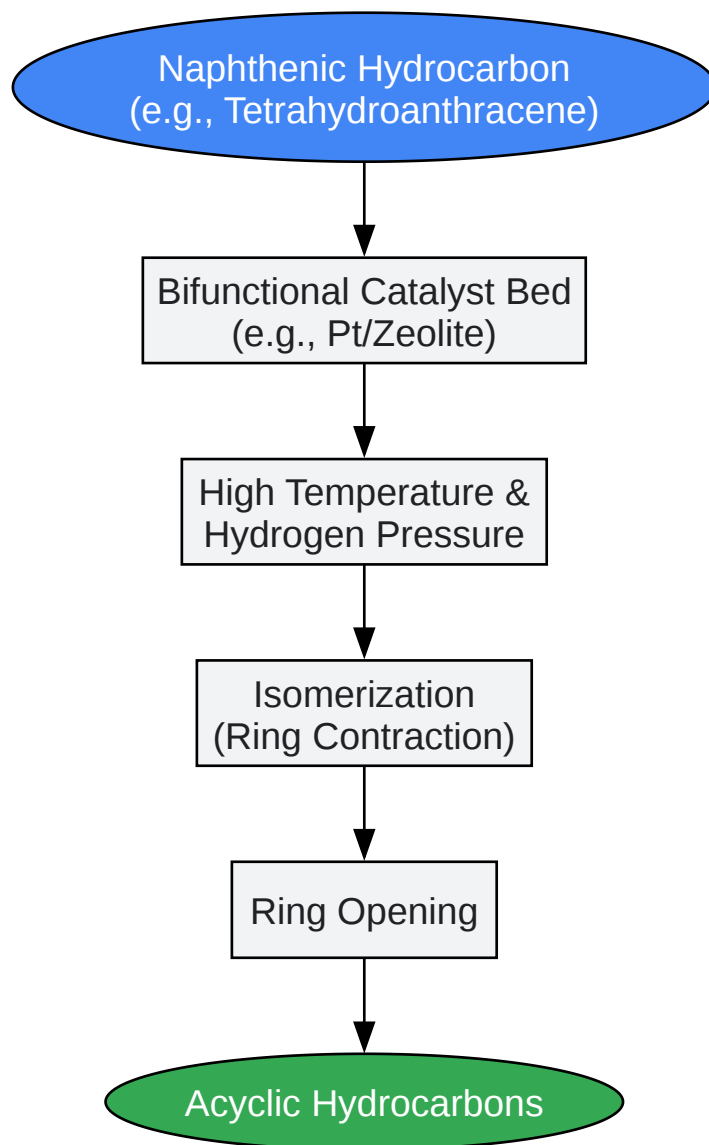 Naphthenic Hydrocarbon
(e.g., Tetrahydroanthracene)
Bifunctional Catalyst Bed
(e.g., Pt/Zeolite)
High Temperature &
Hydrogen Pressure
Isomerization
(Ring Contraction)
Ring Opening
Acyclic Hydrocarbons